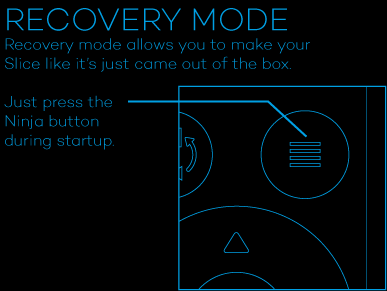 RECOVERY MODE
Recovery mode allows you to make your
Slice like it's just came out of the box.
Just press the
Ninja button
during startup.